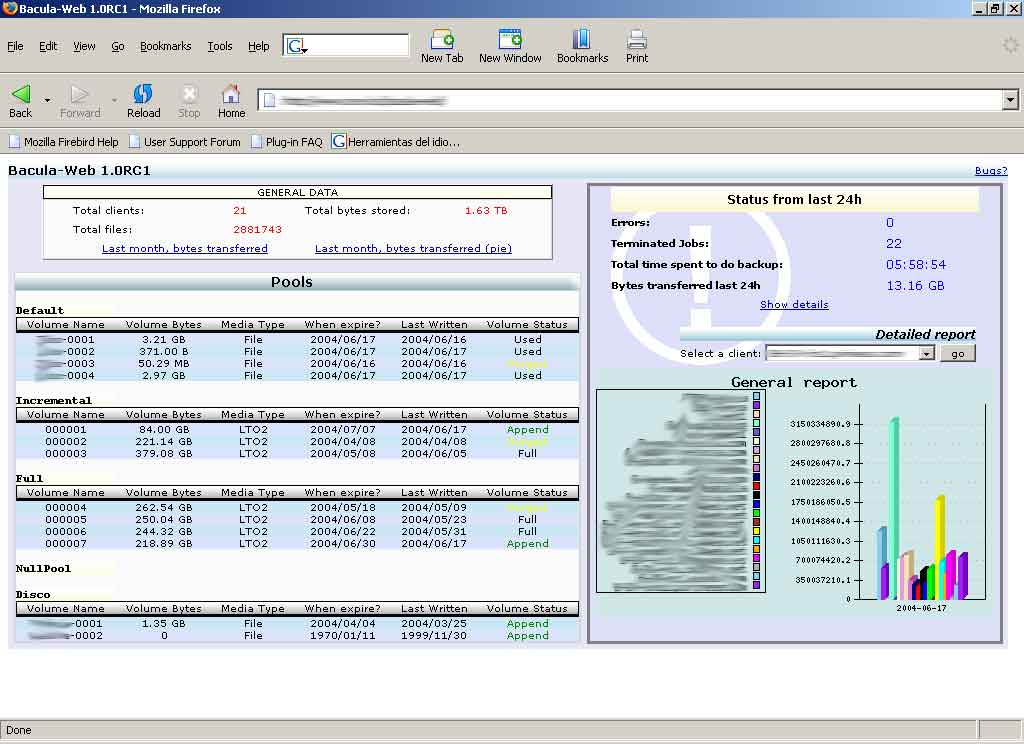 Bacula-Web 1.0RC1 - Mozilla Firefox
File Edit View Go Bookmarks Tools Help G New Tab New Window Bookmarks Print
Back Forward Reload Stop Home
Mozilla Firebird Help User Support Forum Plug-in FAQ G Herramientas del idio...
Bacula-Web 1.0RC1 Bugs?
GENERAL DATA
Total clients: 21 Total bytes stored: 1.63 TB
Total files: 2881743
Last month, bytes transferred Last month, bytes transferred (pie)
Pools
Default
Volume Name Volume Bytes Media Type When expire? Last Written Volume Status
-0001 3.21 GB File 2004/06/17 2004/06/16 Used
-0002 371.00 B File 2004/06/17 2004/06/17 Used
-0003 50.29 MB File 2004/06/16 2004/06/16
-0004 2.97 GB File 2004/06/17 2004/06/17 Used
Incremental
Volume Name Volume Bytes Media Type When expire? Last Written Volume Status
000001 84.00 GB LTO2 2004/07/07 2004/06/17 Append
000002 221.14 GB LTO2 2004/04/08 2004/04/08
000003 379.08 GB LTO2 2004/05/08 2004/06/05 Full
Full
Volume Name Volume Bytes Media Type When expire? Last Written Volume Status
000004 262.54 GB LTO2 2004/05/18 2004/05/09
000005 250.04 GB LTO2 2004/06/08 2004/05/23 Full
000006 244.32 GB LTO2 2004/06/22 2004/05/31 Full
000007 218.89 GB LTO2 2004/06/30 2004/06/17 Append
NullPool
Disco
Volume Name Volume Bytes Media Type When expire? Last Written Volume Status
-0001 1.35 GB File 2004/04/04 2004/03/25 Append
-0002 0 File 1970/01/11 1999/11/30 Append
Status from last 24h
Errors: 0
Terminated Jobs: 22
Total time spent to do backup: 05:58:54
Bytes transferred last 24h 13.16 GB
Show details
Detailed report
Select a client: go
General report
3150334890.9
2800297680.8
2450260470.7
2100223260.6
1750186050.5
1400148840.4
1050111630.3
700074420.2
350037210.1
0
2004-06-17
Done